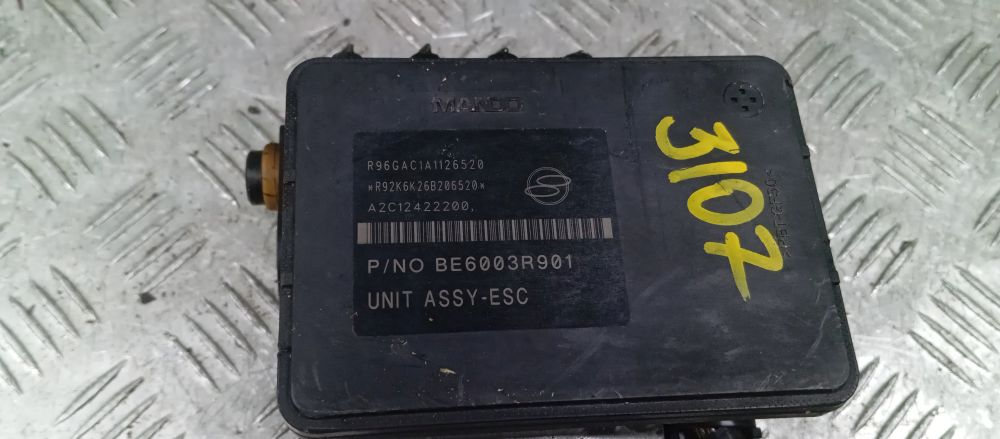 MANDO
R96GAC1A1126520
*R92K6K26B206520*
A2C12422200,
P/NO BE6003R901
UNIT ASSY-ESC
3107